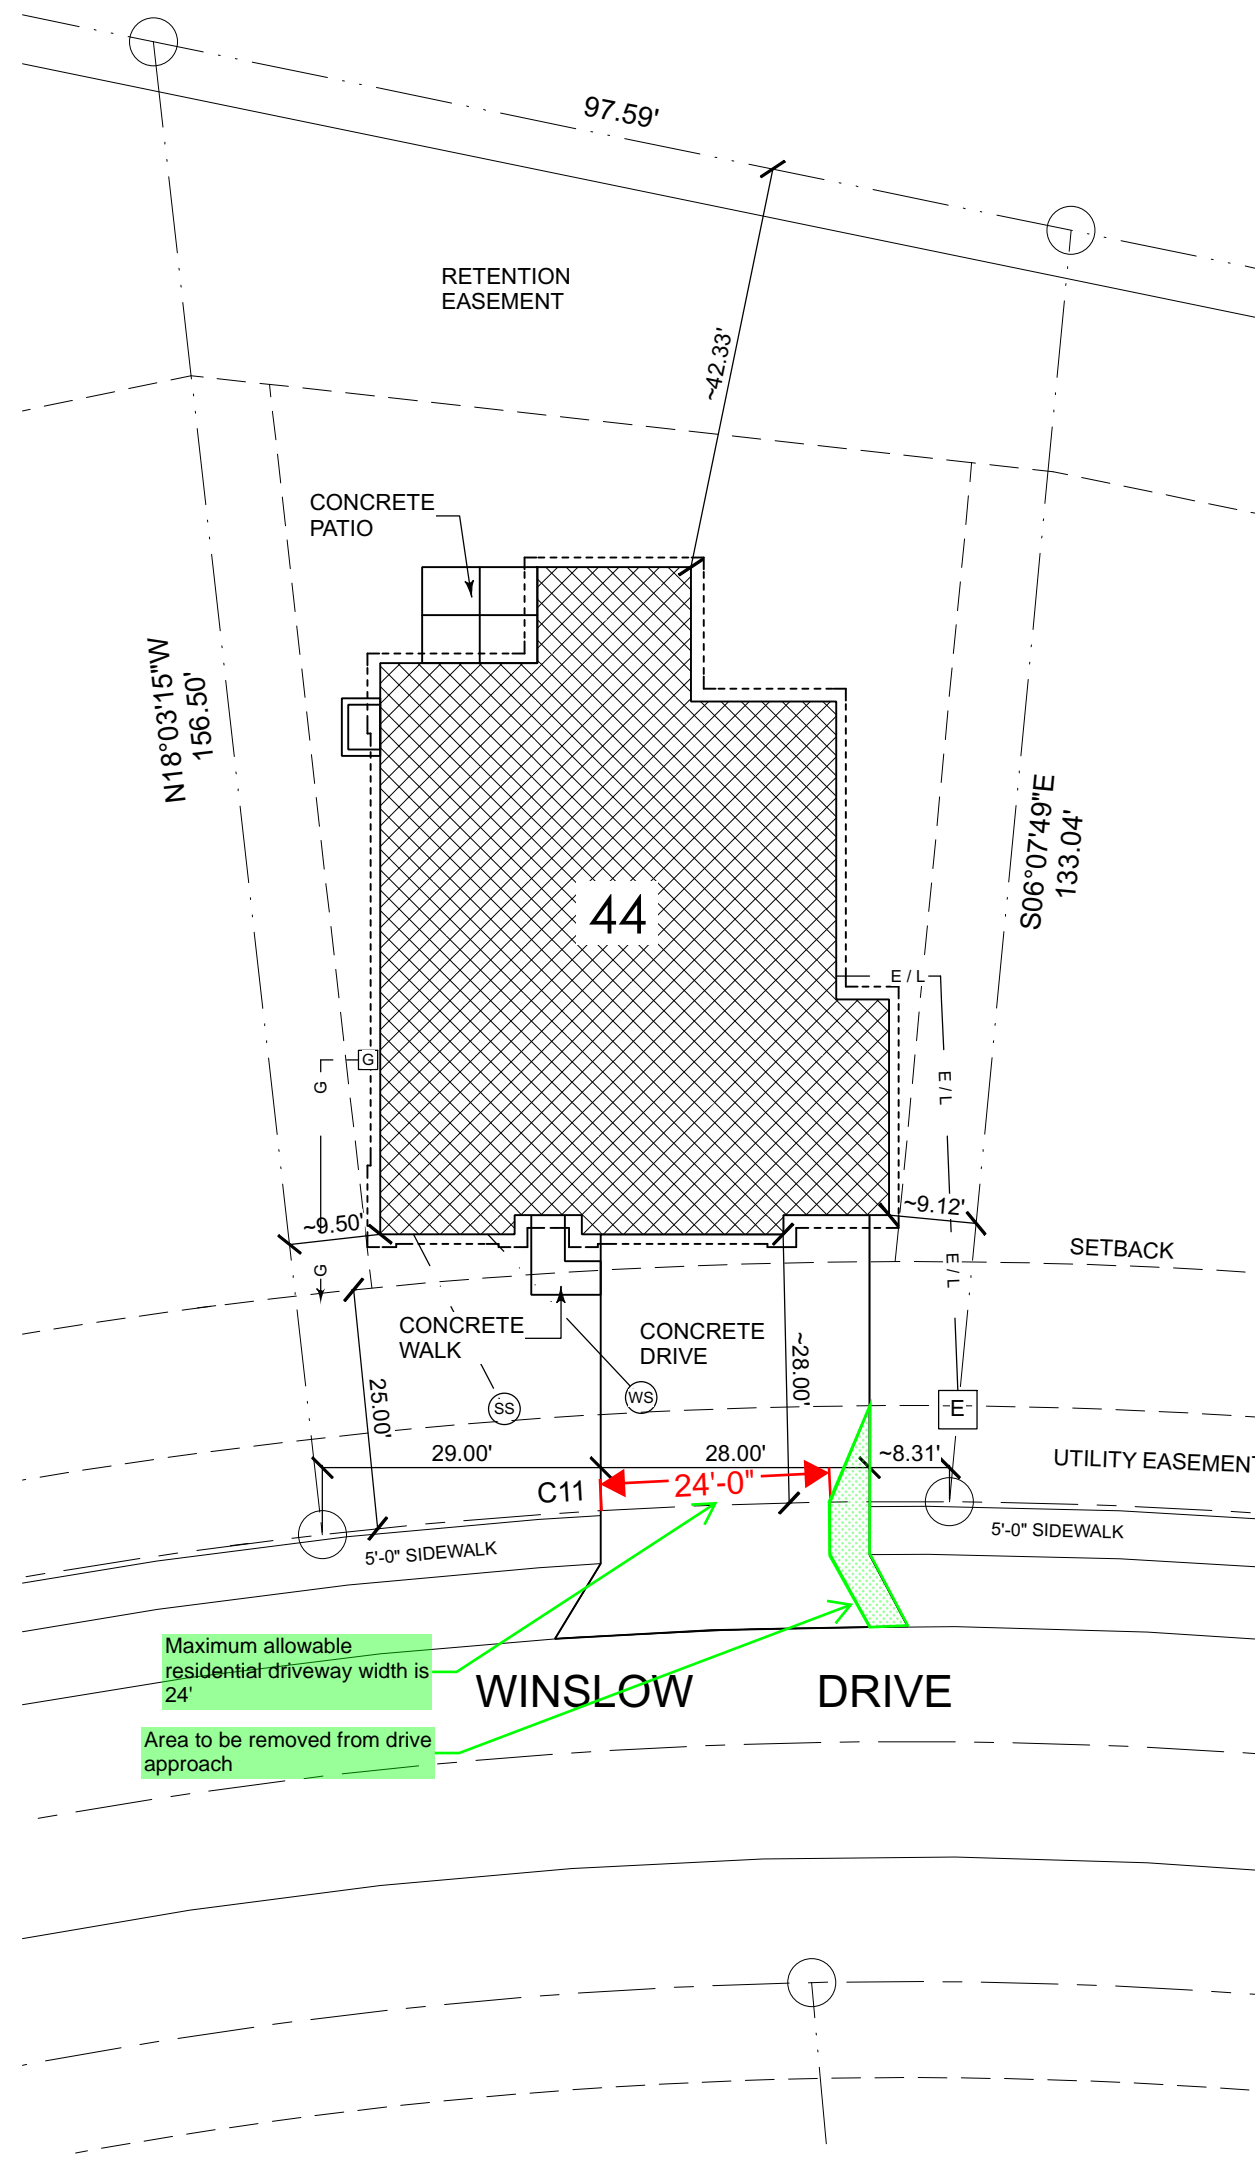 97.59'
RETENTION
EASEMENT
~42.33'
CONCRETE
PATIO
N18°03'15"W
156.50'
S06°07'49"E
133.04'
44
E / L
G
G
E / L
~9.50'
~9.12'
SETBACK
G
E / L
CONCRETE
WALK
CONCRETE
DRIVE
~28.00'
25.00'
SS
WS
E
29.00'
28.00'
~8.31'
UTILITY EASEMENT
C11
24'-0"
5'-0" SIDEWALK
5'-0" SIDEWALK
Maximum allowable
residential driveway width is
24'
WINSLOW DRIVE
Area to be removed from drive
approach